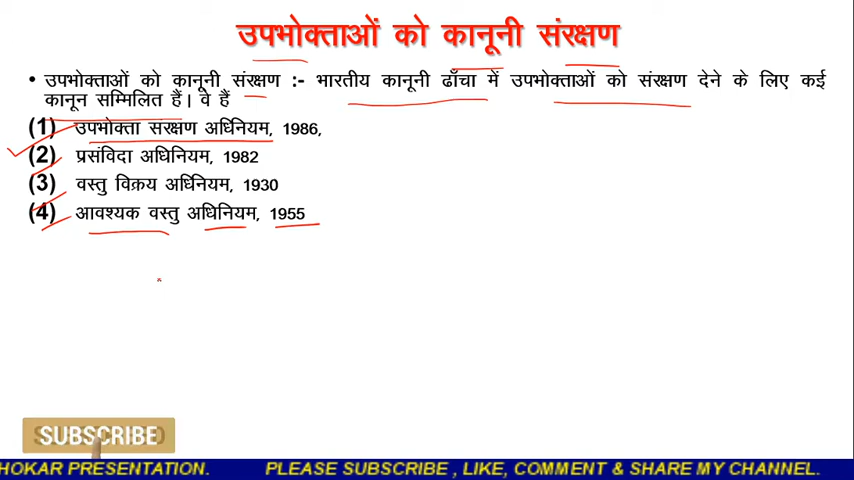 उपभोक्ताओं को कानूनी संरक्षण
• उपभोक्ताओं को कानूनी संरक्षण :- भारतीय कानूनी ढाँचा में उपभोक्ताओं को संरक्षण देने के लिए कई
कानून सम्मिलित हैं। वे हैं
(1) उपभोक्ता संरक्षण अधिनियम, 1986,
(2) प्रसंविदा अधिनियम, 1982
(3) वस्तु विक्रय अधिनियम, 1930
(4) आवश्यक वस्तु अधिनियम, 1955
SUBSCRIBE
HOKAR PRESENTATION. PLEASE SUBSCRIBE , LIKE, COMMENT & SHARE MY CHANNEL.